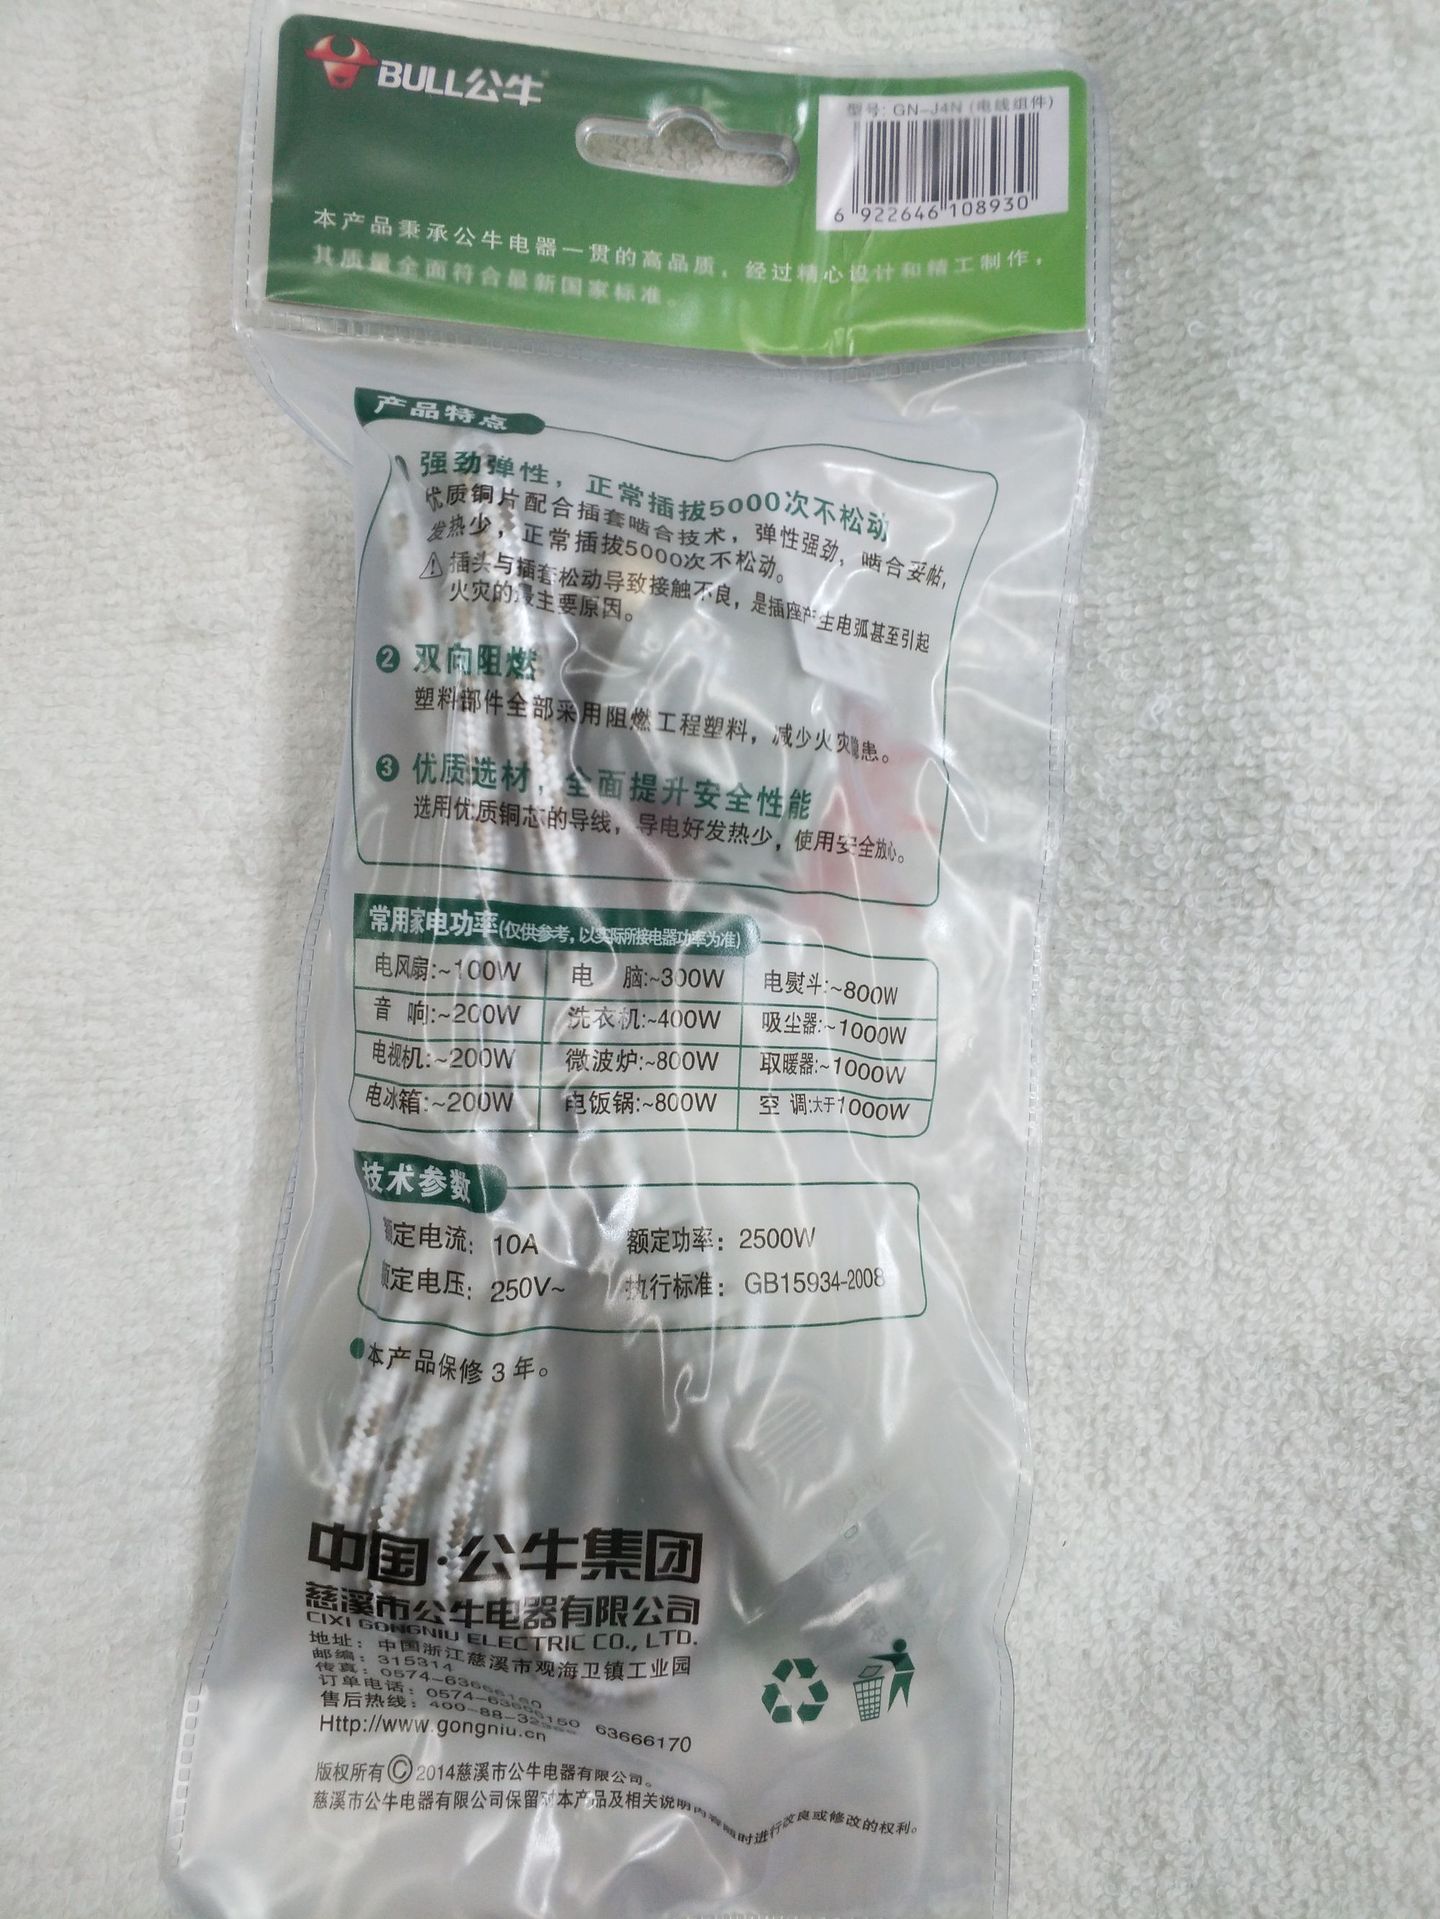 BULL公牛
型号: GN-J4N (电线组件)
6 922646 108930
本产品秉承公牛电器一贯的高品质，经过精心设计和精工制作，
其质量全面符合最新国家标准。
产品特点
强劲弹性，正常插拔5000次不松动
优质铜片配合插套啮合技术，弹性强劲，啮合妥帖，
发热少，正常插拔5000次不松动。
插头与插套松动导致接触不良，是插座产生电弧甚至引起
火灾的最主要原因。
2 双向阻燃
塑料部件全部采用阻燃工程塑料，减少火灾隐患。
3 优质选材，全面提升安全性能
选用优质铜芯的导线，导电好发热少，使用安全放心。
常用家电功率(仅供参考，以实际所接电器功率为准)
电风扇:~100W 电 脑:~300W 电熨斗:~800W
音 响:~200W 洗衣机:~400W 吸尘器:~1000W
电视机:~200W 微波炉:~800W 取暖器:~1000W
电冰箱:~200W 电饭锅:~800W 空 调:大于1000W
技术参数
额定电流: 10A 额定功率: 2500W
额定电压: 250V~ 执行标准: GB15934-2008
本产品保修3年。
中国·公牛集团
慈溪市公牛电器有限公司
CIXI GONGNIU ELECTRIC CO., LTD.
地址: 中国浙江慈溪市观海卫镇工业园
邮编: 315314
传真: 0574-63666160
订单电话: 0574-63666150 63666170
售后热线: 400-88-
Http://www.gongniu.cn
版权所有©2014慈溪市公牛电器有限公司。
慈溪市公牛电器有限公司保留对本产品及相关说明内容随时进行改良或修改的权利。